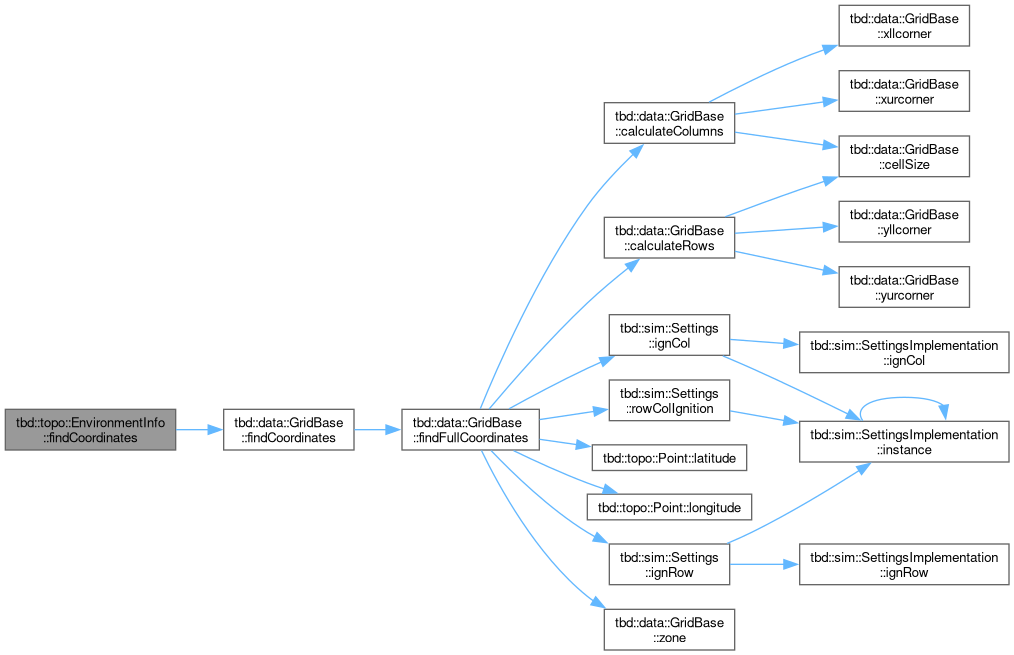 tbd::topo::EnvironmentInfo
::findCoordinates
tbd::data::GridBase
::findCoordinates
tbd::data::GridBase
::findFullCoordinates
tbd::data::GridBase
::calculateColumns
tbd::data::GridBase
::calculateRows
tbd::sim::Settings
::ignCol
tbd::sim::Settings
::rowColIgnition
tbd::topo::Point::latitude
tbd::topo::Point::longitude
tbd::sim::Settings
::ignRow
tbd::data::GridBase
::zone
tbd::data::GridBase
::xllcorner
tbd::data::GridBase
::xurcorner
tbd::data::GridBase
::cellSize
tbd::data::GridBase
::yllcorner
tbd::data::GridBase
::yurcorner
tbd::sim::SettingsImplementation
::ignCol
tbd::sim::SettingsImplementation
::instance
tbd::sim::SettingsImplementation
::ignRow